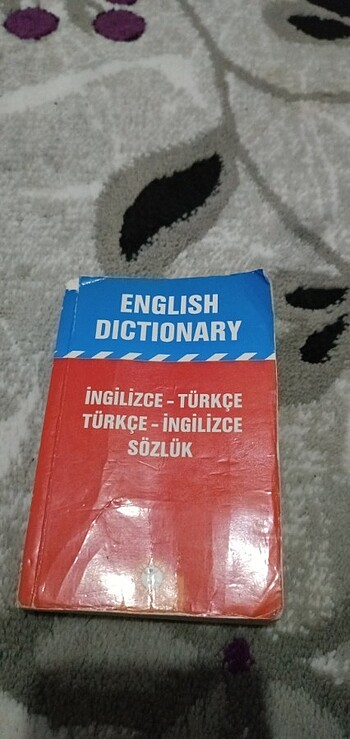 ENGLISH
DICTIONARY
İNGİLİZCE - TÜRKÇE
TÜRKÇE - İNGİLİZCE
SÖZLÜK